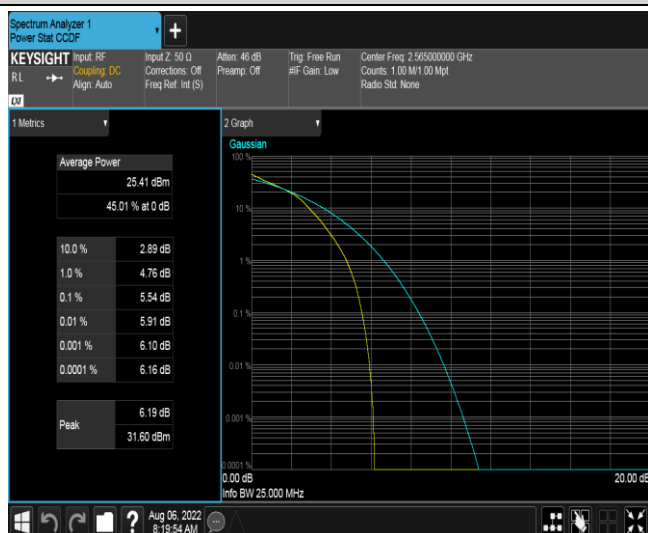 Spectrum Analyzer 1
Power Stat CCDF
+
KEYSIGHT Input: RF Input Z: 50 Ω Atten: 46 dB Trig: Free Run Center Freq: 2.565000000 GHz
RL Coupling: DC Corrections: Off Preamp: Off #IF Gain: Low Counts: 1.00 M/1.00 Mpt
Align: Auto Freq Ref: Int (S) Radio Std: None
LXI
1 Metrics
2 Graph
Average Power
25.41 dBm
45.01 % at 0 dB
10.0 % 2.89 dB
1.0 % 4.76 dB
0.1 % 5.54 dB
0.01 % 5.91 dB
0.001 % 6.10 dB
0.0001 % 6.16 dB
Peak 6.19 dB
31.60 dBm
Gaussian
100 %
10 %
1 %
0.1 %
0.01 %
0.001 %
0.0001 %
0.00 dB 20.00 dB
Info BW 25.000 MHz
? Aug 06, 2022
8:19:54 AM